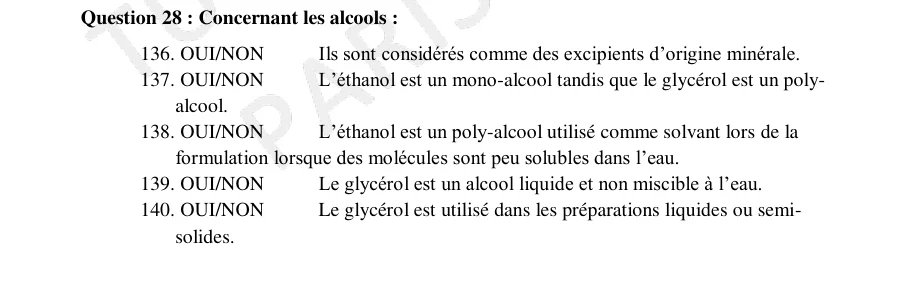 Question 28 : Concernant les alcools :
136. OUI/NON Ils sont considérés comme des excipients d’origine minérale.
137. OUI/NON L’éthanol est un mono-alcool tandis que le glycérol est un poly-
alcool.
138. OUI/NON L’éthanol est un poly-alcool utilisé comme solvant lors de la
formulation lorsque des molécules sont peu solubles dans l’eau.
139. OUI/NON Le glycérol est un alcool liquide et non miscible à l’eau.
140. OUI/NON Le glycérol est utilisé dans les préparations liquides ou semi-
solides.
PARIS